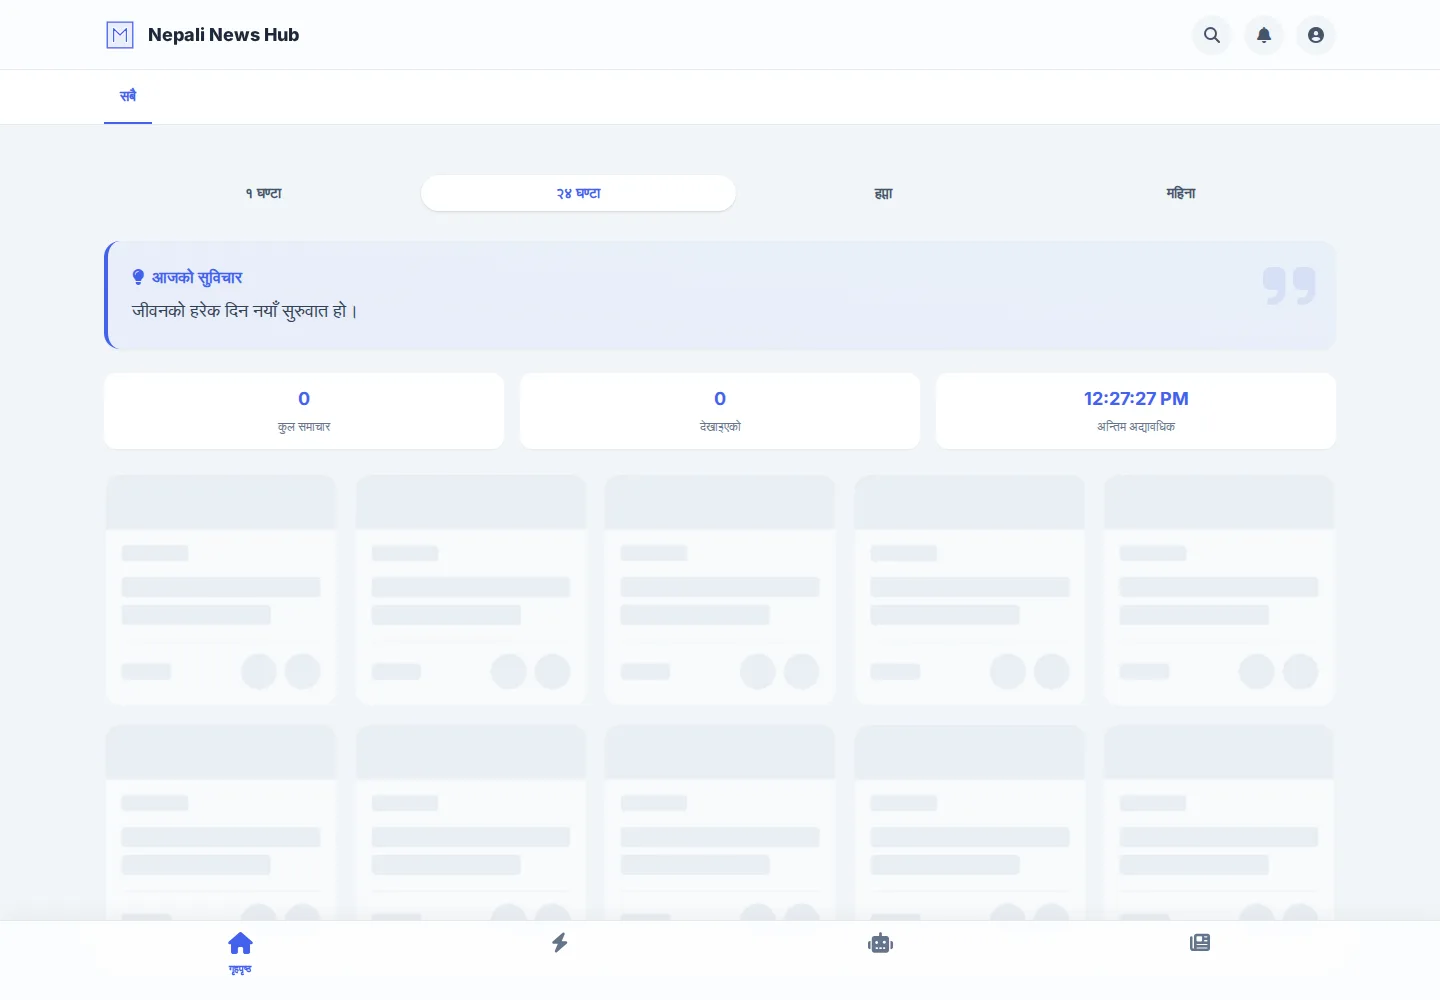 Nepali News Hub
सबै
१ घण्टा
२४ घण्टा
हप्ता
महिना
आजको सुविचार
जीवनको हरेक दिन नयाँ सुरुवात हो।
0
कुल समाचार
0
देखाइएको
12:27:27 PM
अन्तिम अद्यावधिक
गृहपृष्ठ